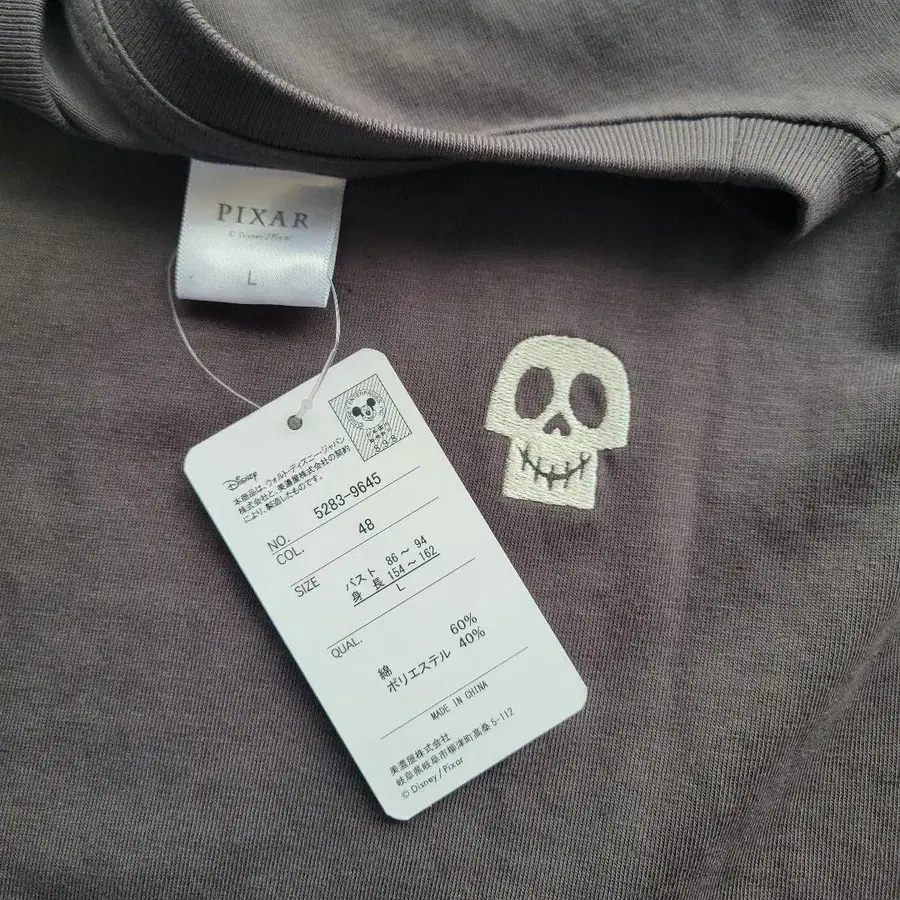 PIXAR
© Disney/Pixar
L
Disney
本商品は、ウォルト・ディズニー・ジャパン
株式会社と、美濃屋株式会社の契約
により、製造したものです。
898
NO. 5283-9645
COL. 48
SIZE バスト 86～94
身長 154～162
L
QUAL.
綿 60%
ポリエステル 40%
MADE IN CHINA
美濃屋株式会社
岐阜県岐阜市柳津町高桑5-112
© Disney/Pixar